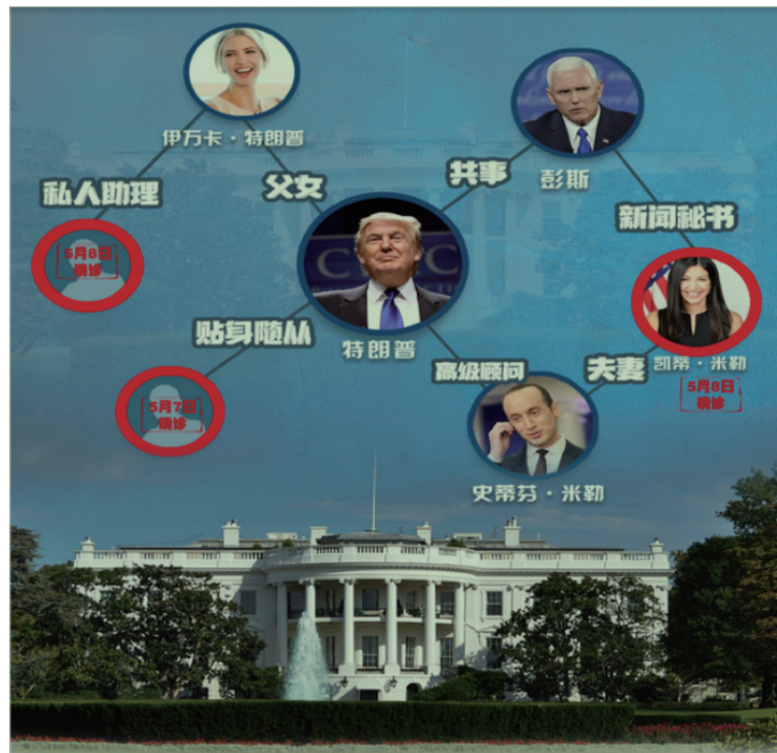 伊万卡·特朗普
彭斯
私人助理
父女
共事
新闻秘书
5月8日
确诊
贴身随从
特朗普
高级顾问
夫妻
凯蒂·米勒
5月8日
确诊
5月7日
确诊
史蒂芬·米勒